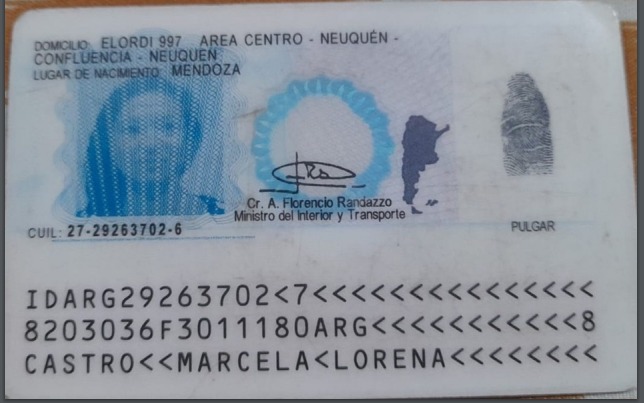 DOMICILIO: ELORDI 997 AREA CENTRO - NEUQUÉN -
CONFLUENCIA - NEUQUEN
LUGAR DE NACIMIENTO: MENDOZA
Cr. A. Florencio Randazzo
Ministro del Interior y Transporte
CUIL: 27-29263702-6
PULGAR
IDARG29263702<7<<<<<<<<<<<<<<<
8203036F3011180ARG<<<<<<<<<<<8
CASTRO<<MARCELA<LORENA<<<<<<<<